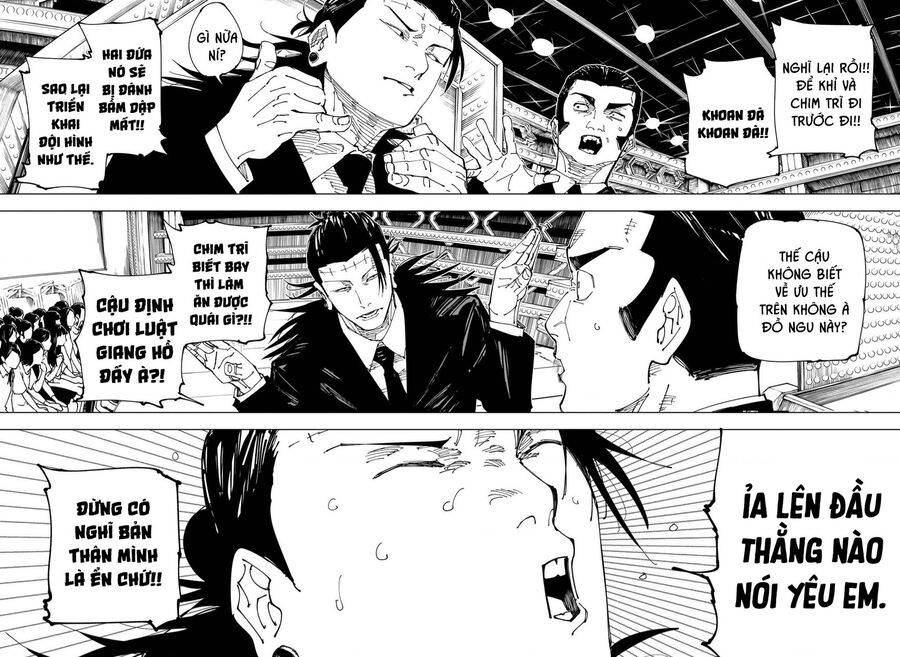 NGHĨ LẠI RỒI!!
ĐỂ KHỈ VÀ
CHIM TRĨ ĐI
TRƯỚC ĐI!!
KHOAN ĐÃ
KHOAN ĐÃ!!
GÌ NỮA
NÍ?
HAI ĐỨA
NÓ SẼ
BỊ ĐÁNH
BẦM DẬP
MẤT!!
SAO LẠI
TRIỂN
KHAI
ĐỘI HÌNH
NHƯ THẾ.
THẾ CẬU
KHÔNG BIẾT
VỀ ƯU THẾ
TRÊN KHÔNG À
ĐỒ NGU NÀY?
CHIM TRĨ
BIẾT BAY
THÌ LÀM
ĂN ĐƯỢC
QUÁI GÌ?!!
CẬU ĐỊNH
CHƠI LUẬT
GIANG HỒ
ĐẤY À?!
ỈA LÊN ĐẦU
THẰNG NÀO
NÓI YÊU EM.
ĐỪNG CÓ
NGHĨ BẢN
THÂN MÌNH
LÀ ỔN CHỨ!!